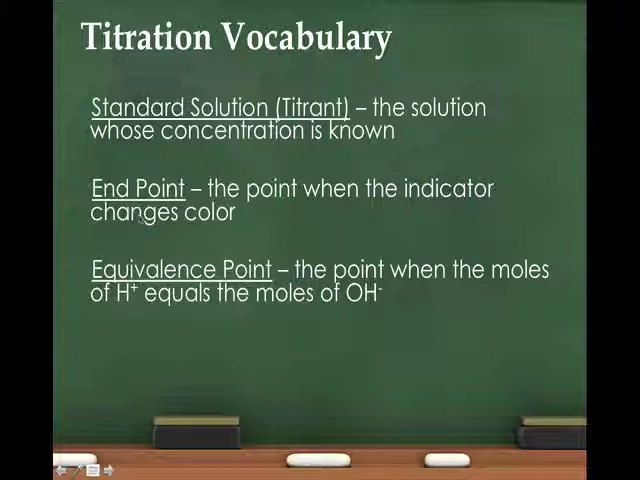 Titration Vocabulary
Standard Solution (Titrant) – the solution
whose concentration is known
End Point – the point when the indicator
changes color
Equivalence Point – the point when the moles
of H⁺ equals the moles of OH⁻